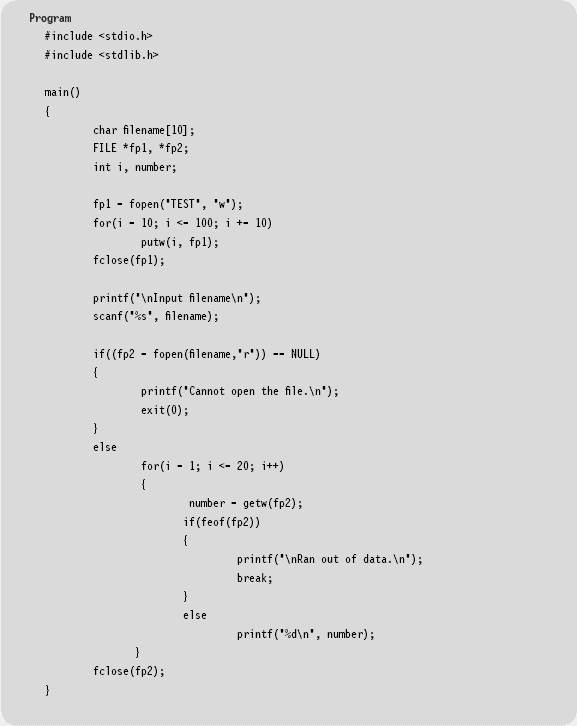 Program
#include <stdio.h>
#include <stdlib.h>
main()
{
char filename[10];
FILE *fp1, *fp2;
int i, number;
fp1 = fopen("TEST", "w");
for(i = 10; i <= 100; i += 10)
putw(i, fp1);
fclose(fp1);
printf("\nInput filename\n");
scanf("%s", filename);
if((fp2 = fopen(filename,"r")) == NULL)
{
printf("Cannot open the file.\n");
exit(0);
}
else
for(i = 1; i <= 20; i++)
{
number = getw(fp2);
if(feof(fp2))
{
printf("\nRan out of data.\n");
break;
}
else
printf("%d\n", number);
}
fclose(fp2);
}